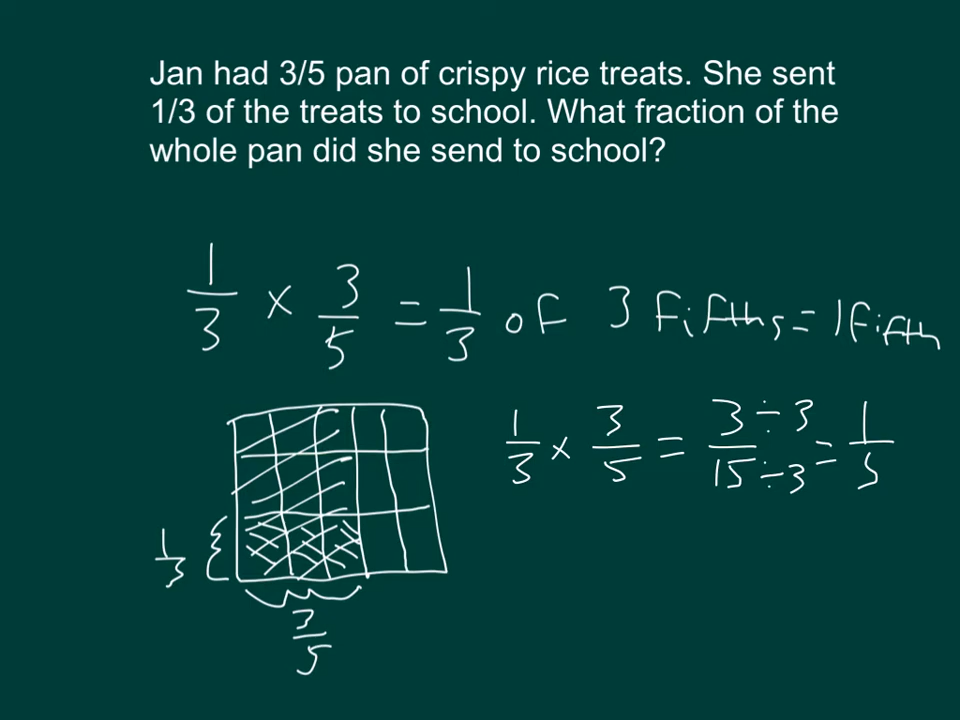 Jan had 3/5 pan of crispy rice treats. She sent
1/3 of the treats to school. What fraction of the
whole pan did she send to school?
1/3 × 3/5 = 1/3 of 3 fifths = 1 fifth
1/3 × 3/5 = 3÷3/15÷3 = 1/5
1/3
3/5